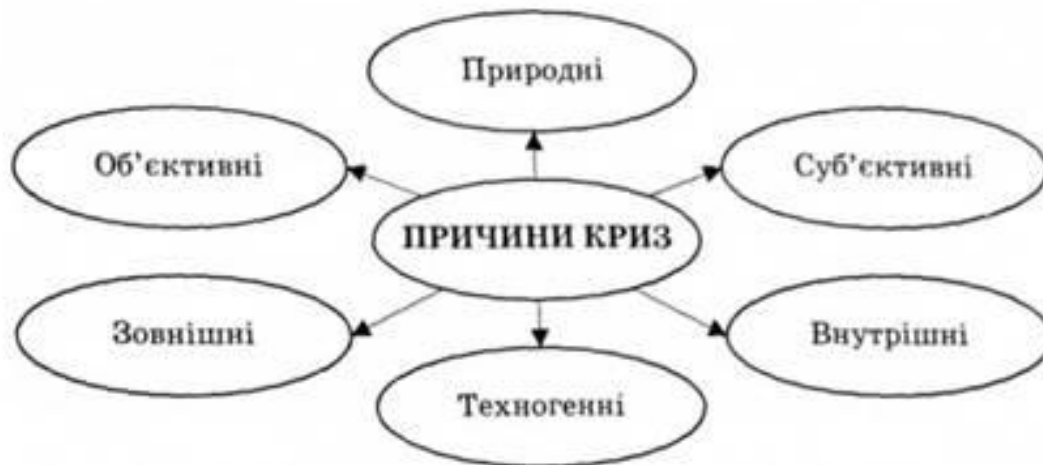 Природні
Об’єктивні
Суб’єктивні
ПРИЧИНИ КРИЗ
Зовнішні
Внутрішні
Техногенні